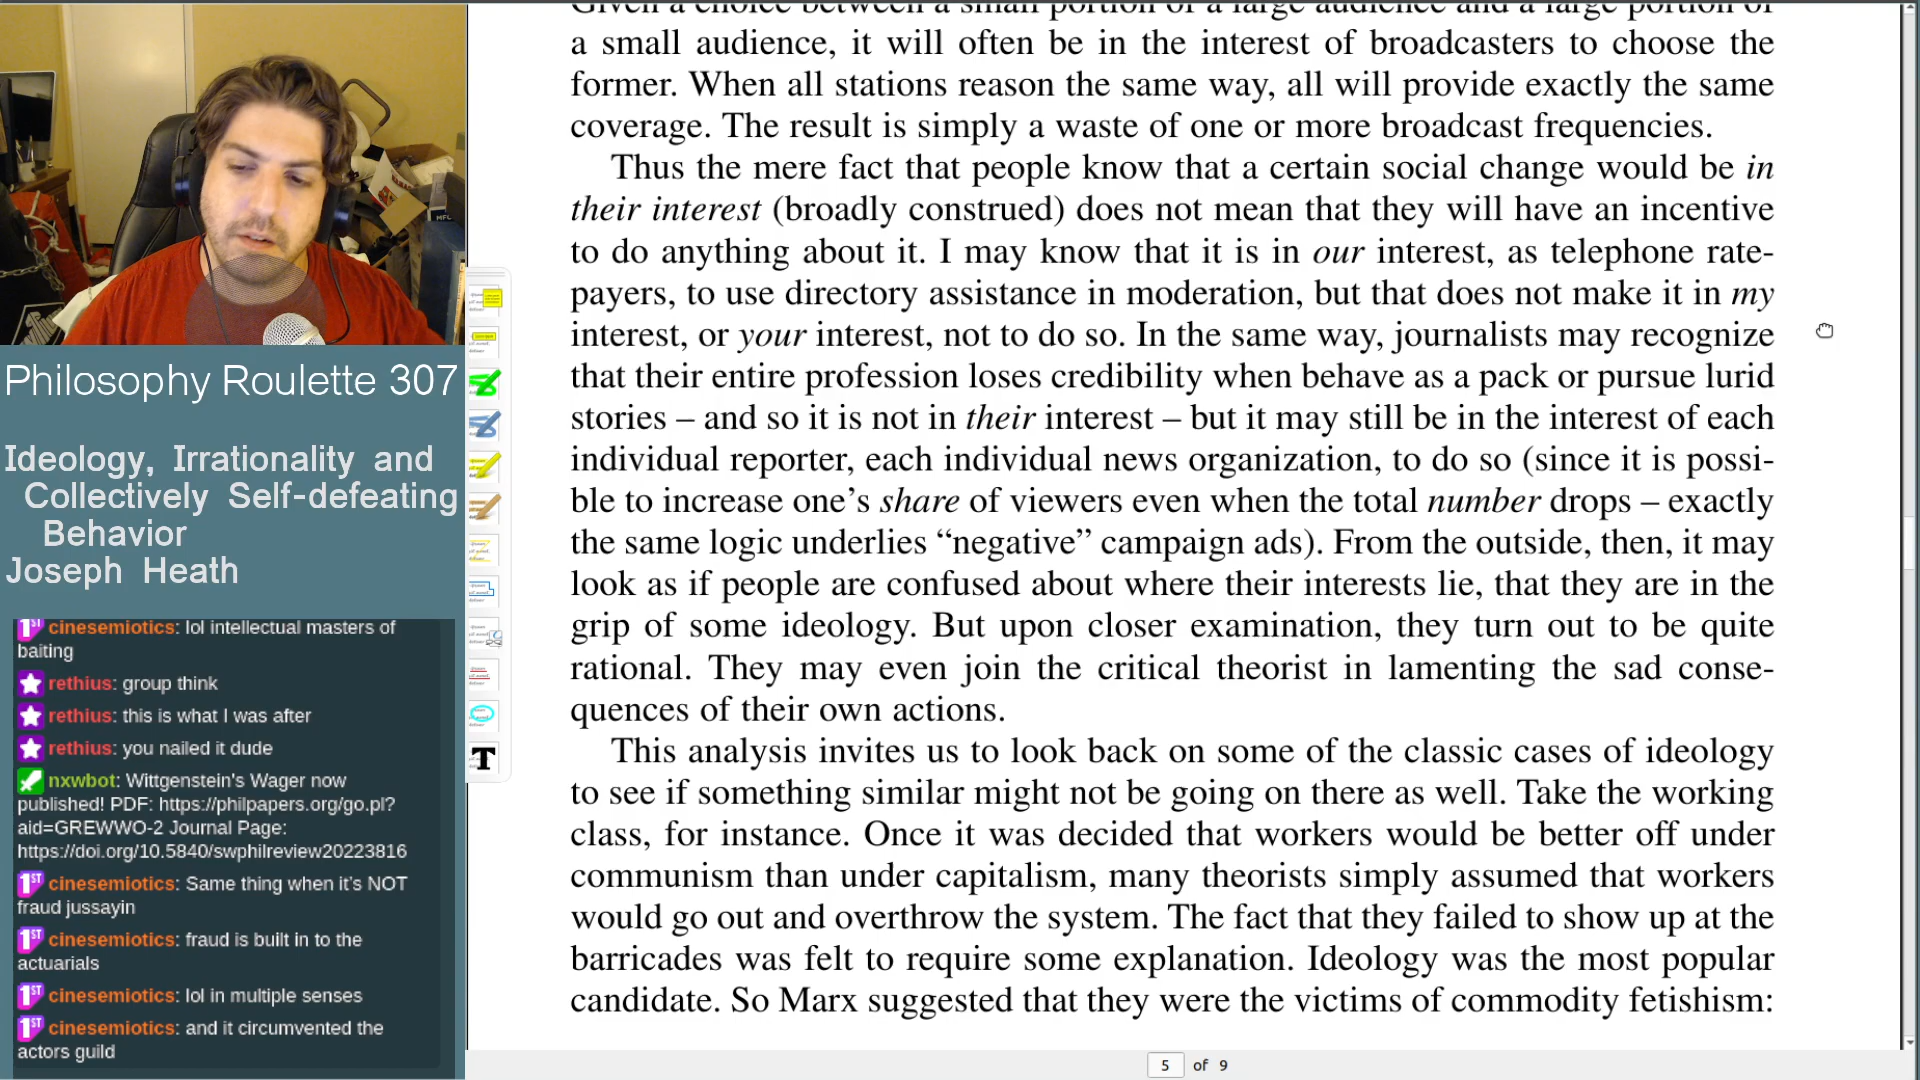 Philosophy Roulette 307
Ideology, Irrationality and
Collectively Self-defeating
Behavior
Joseph Heath
cinesemiotics: lol intellectual masters of
baiting
rethius: group think
rethius: this is what I was after
rethius: you nailed it dude
nxwbot: Wittgenstein's Wager now
published! PDF: https://philpapers.org/go.pl?
aid=GREWWO-2 Journal Page:
https://doi.org/10.5840/swphilreview20223816
cinesemiotics: Same thing when it's NOT
fraud jussayin
cinesemiotics: fraud is built in to the
actuarials
cinesemiotics: lol in multiple senses
cinesemiotics: and it circumvented the
actors guild
Given a choice between a small portion of a large audience and a large portion of
a small audience, it will often be in the interest of broadcasters to choose the
former. When all stations reason the same way, all will provide exactly the same
coverage. The result is simply a waste of one or more broadcast frequencies.
Thus the mere fact that people know that a certain social change would be in
their interest (broadly construed) does not mean that they will have an incentive
to do anything about it. I may know that it is in our interest, as telephone rate-
payers, to use directory assistance in moderation, but that does not make it in my
interest, or your interest, not to do so. In the same way, journalists may recognize
that their entire profession loses credibility when behave as a pack or pursue lurid
stories – and so it is not in their interest – but it may still be in the interest of each
individual reporter, each individual news organization, to do so (since it is possi-
ble to increase one's share of viewers even when the total number drops – exactly
the same logic underlies “negative” campaign ads). From the outside, then, it may
look as if people are confused about where their interests lie, that they are in the
grip of some ideology. But upon closer examination, they turn out to be quite
rational. They may even join the critical theorist in lamenting the sad conse-
quences of their own actions.
This analysis invites us to look back on some of the classic cases of ideology
to see if something similar might not be going on there as well. Take the working
class, for instance. Once it was decided that workers would be better off under
communism than under capitalism, many theorists simply assumed that workers
would go out and overthrow the system. The fact that they failed to show up at the
barricades was felt to require some explanation. Ideology was the most popular
candidate. So Marx suggested that they were the victims of commodity fetishism:
5 of 9